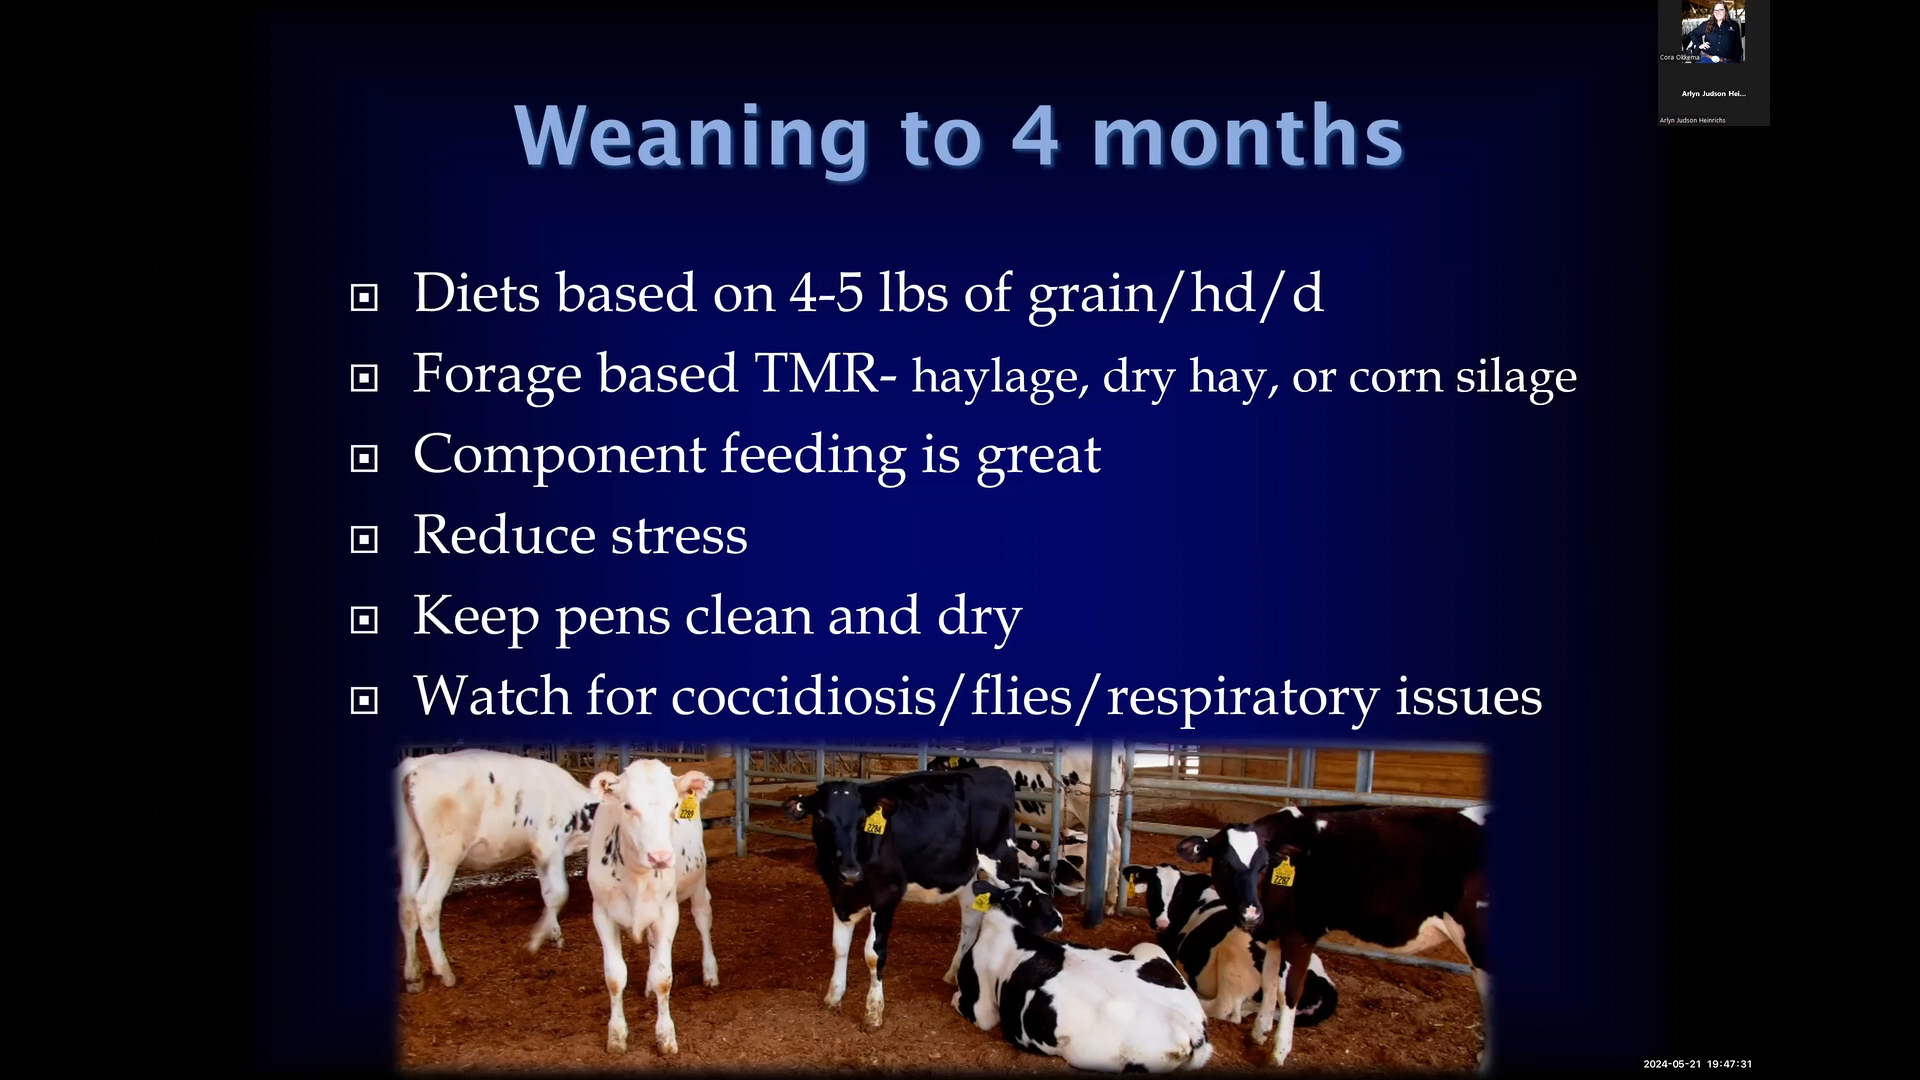 Weaning to 4 months
Diets based on 4-5 lbs of grain/hd/d
Forage based TMR- haylage, dry hay, or corn silage
Component feeding is great
Reduce stress
Keep pens clean and dry
Watch for coccidiosis/flies/respiratory issues
Cora Okkema
Arlyn Judson Hei...
Arlyn Judson Heinrichs
2284
2287
2024-05-21 19:47:31